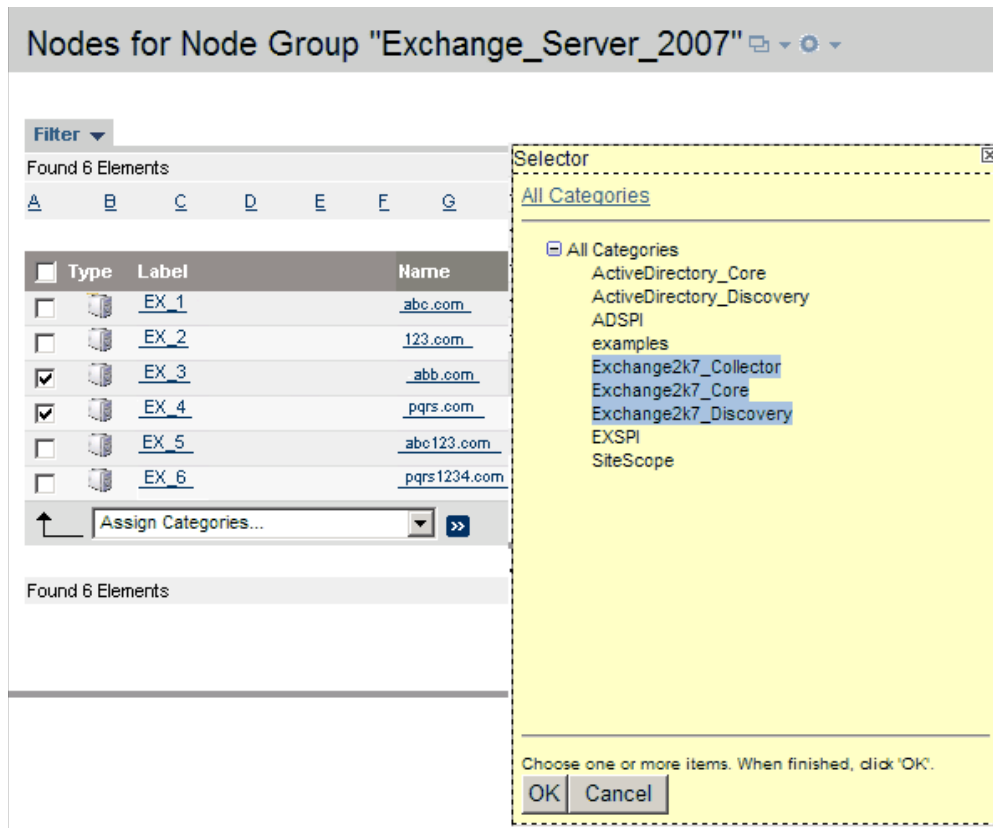 Nodes for Node Group "Exchange_Server_2007"
Filter
Found 6 Elements
A B C D E F G
Type Label Name
EX_1 abc.com
EX_2 123.com
EX_3 abb.com
EX_4 pqrs.com
EX_5 abc123.com
EX_6 pqrs1234.com
Assign Categories...
Found 6 Elements
Selector
All Categories
All Categories
ActiveDirectory_Core
ActiveDirectory_Discovery
ADSPI
examples
Exchange2k7_Collector
Exchange2k7_Core
Exchange2k7_Discovery
EXSPI
SiteScope
Choose one or more items. When finished, click 'OK'.
OK Cancel